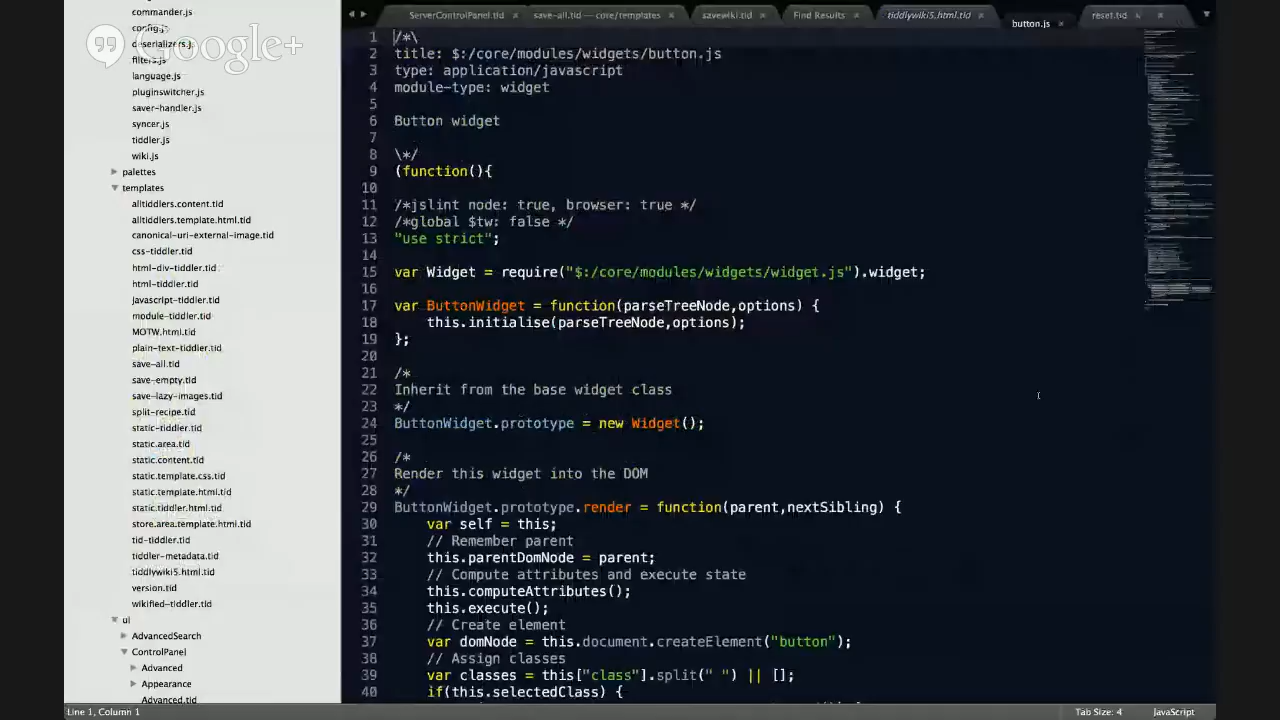 commander.js
config.js
deserializers.js
filters.js
language.js
pluginswitcher.js
saver-handler.js
syncer.js
tiddler.js
wiki.js
palettes
templates
alltiddlers.content.tid
alltiddlers.template.html.tid
canonical-uri-external-image.tid
css-tiddler.tid
html-div-tiddler.tid
html-tiddler.tid
javascript-tiddler.tid
module-tiddler.tid
MOTW.html.tid
plain-text-tiddler.tid
save-all.tid
save-empty.tid
save-lazy-images.tid
split-recipe.tid
static-tiddler.tid
static.area.tid
static.content.tid
static.template.css.tid
static.template.html.tid
static.tiddler.html.tid
store.area.template.html.tid
tid-tiddler.tid
tiddler-metadata.tid
tiddlywiki5.html.tid
version.tid
wikified-tiddler.tid
ui
AdvancedSearch
ControlPanel
Advanced
Appearance
Advanced.tid
Google+
ServerControlPanel.tid × save-all.tid — core/templates × savewiki.tid × Find Results × tiddlywiki5.html.tid × button.js × reset.tid ×
1 /*\
2 title: $:/core/modules/widgets/button.js
3 type: application/javascript
4 module-type: widget
5
6 Button widget
7
8 \*/
9 (function(){
10
11 /*jslint node: true, browser: true */
12 /*global $tw: false */
13 "use strict";
14
15 var Widget = require("$:/core/modules/widgets/widget.js").widget;
16
17 var ButtonWidget = function(parseTreeNode,options) {
18 this.initialise(parseTreeNode,options);
19 };
20
21 /*
22 Inherit from the base widget class
23 */
24 ButtonWidget.prototype = new Widget();
25
26 /*
27 Render this widget into the DOM
28 */
29 ButtonWidget.prototype.render = function(parent,nextSibling) {
30 var self = this;
31 // Remember parent
32 this.parentDomNode = parent;
33 // Compute attributes and execute state
34 this.computeAttributes();
35 this.execute();
36 // Create element
37 var domNode = this.document.createElement("button");
38 // Assign classes
39 var classes = this["class"].split(" ") || [];
40 if(this.selectedClass) {
Line 1, Column 1
Tab Size: 4 JavaScript